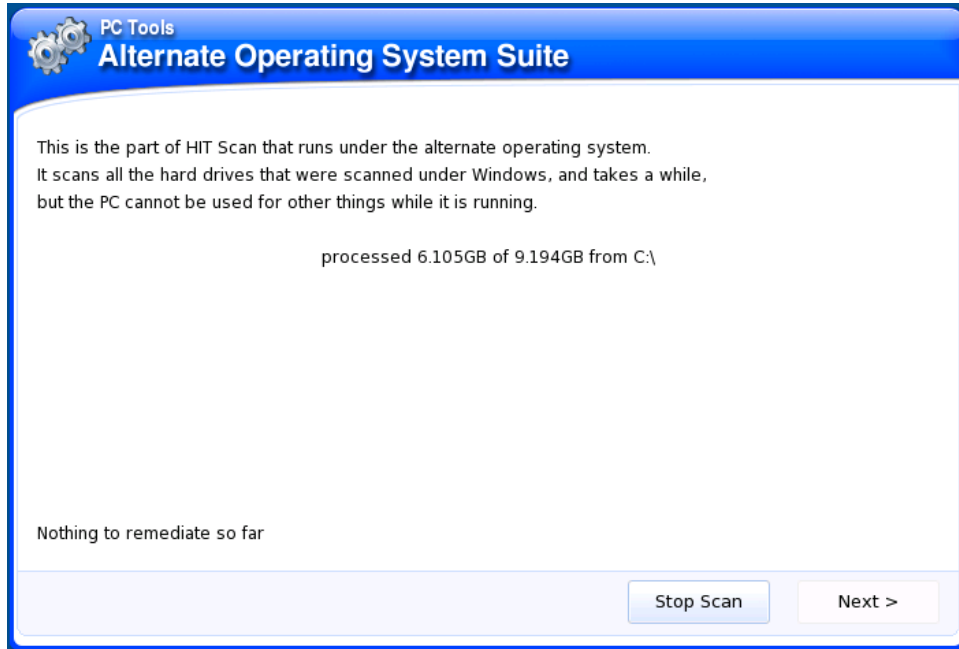 PC Tools
Alternate Operating System Suite
This is the part of HIT Scan that runs under the alternate operating system.
It scans all the hard drives that were scanned under Windows, and takes a while,
but the PC cannot be used for other things while it is running.
processed 6.105GB of 9.194GB from C:\
Nothing to remediate so far
Stop Scan
Next >